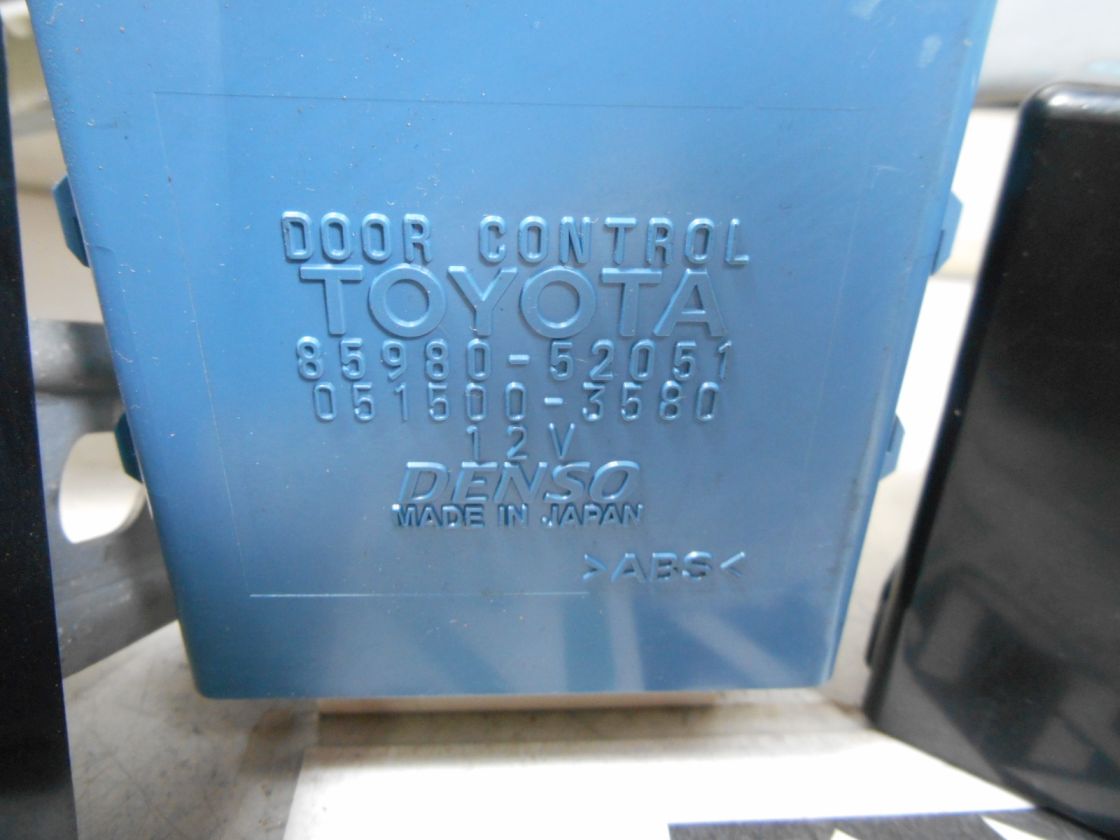 DOOR CONTROL
TOYOTA
85980-52051
051500-3580
12V
DENSO
MADE IN JAPAN
>ABS<